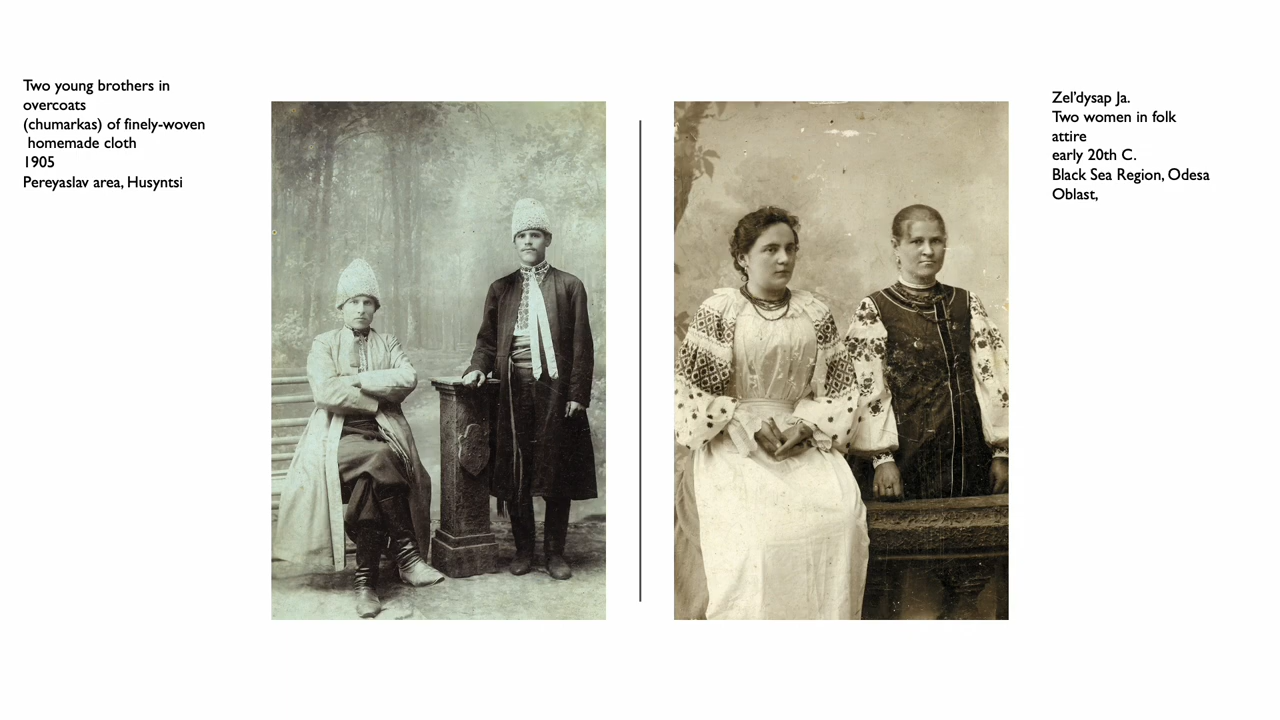 Two young brothers in
overcoats
(chumarkas) of finely-woven
homemade cloth
1905
Pereyaslav area, Husyntsi
Zel'dysap Ja.
Two women in folk
attire
early 20th C.
Black Sea Region, Odesa
Oblast,